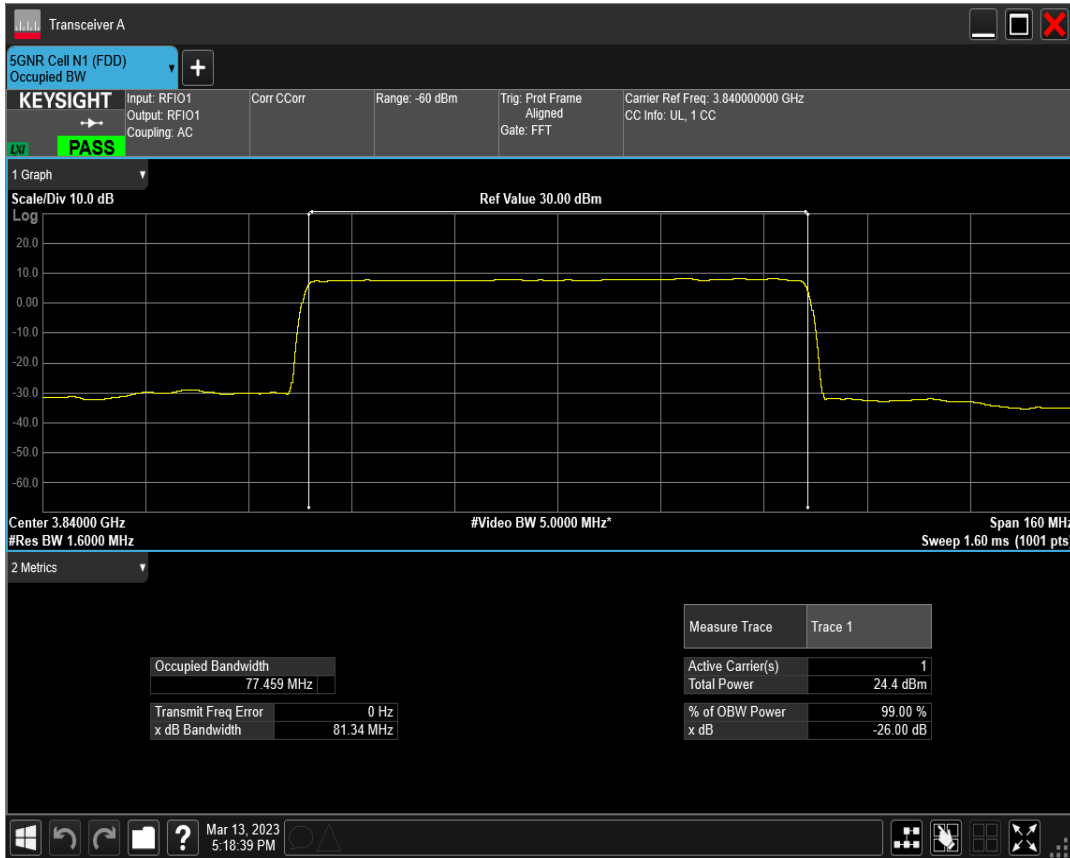 Transceiver A
5GNR Cell N1 (FDD)
Occupied BW
+
KEYSIGHT
LXI
PASS
Input: RFIO1
Output: RFIO1
Coupling: AC
Corr CCorr
Range: -60 dBm
Trig: Prot Frame
Aligned
Gate: FFT
Carrier Ref Freq: 3.840000000 GHz
CC Info: UL, 1 CC
1 Graph
Scale/Div 10.0 dB
Ref Value 30.00 dBm
Log
20.0
10.0
0.00
-10.0
-20.0
-30.0
-40.0
-50.0
-60.0
Center 3.84000 GHz
#Video BW 5.0000 MHz*
Span 160 MHz
#Res BW 1.6000 MHz
Sweep 1.60 ms (1001 pts)
2 Metrics
Measure Trace Trace 1
Occupied Bandwidth
77.459 MHz
Active Carrier(s) 1
Total Power 24.4 dBm
Transmit Freq Error 0 Hz
x dB Bandwidth 81.34 MHz
% of OBW Power 99.00 %
x dB -26.00 dB
?
Mar 13, 2023
5:18:39 PM